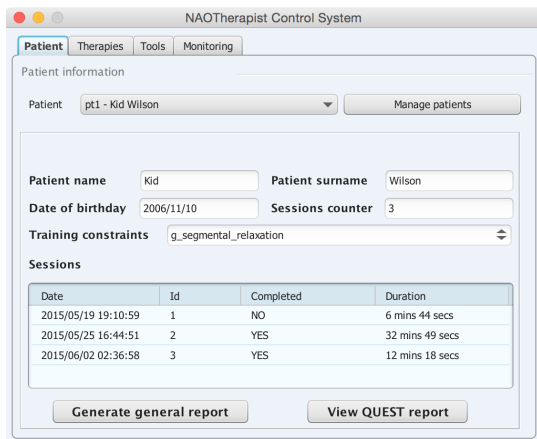 NAOTherapist Control System
Patient Therapies Tools Monitoring
Patient information
Patient pt1 - Kid Wilson Manage patients
Patient name Kid Patient surname Wilson
Date of birthday 2006/11/10 Sessions counter 3
Training constraints g_segmental_relaxation
Sessions
Date Id Completed Duration
2015/05/19 19:10:59 1 NO 6 mins 44 secs
2015/05/25 16:44:51 2 YES 32 mins 49 secs
2015/06/02 02:36:58 3 YES 12 mins 18 secs
Generate general report View QUEST report